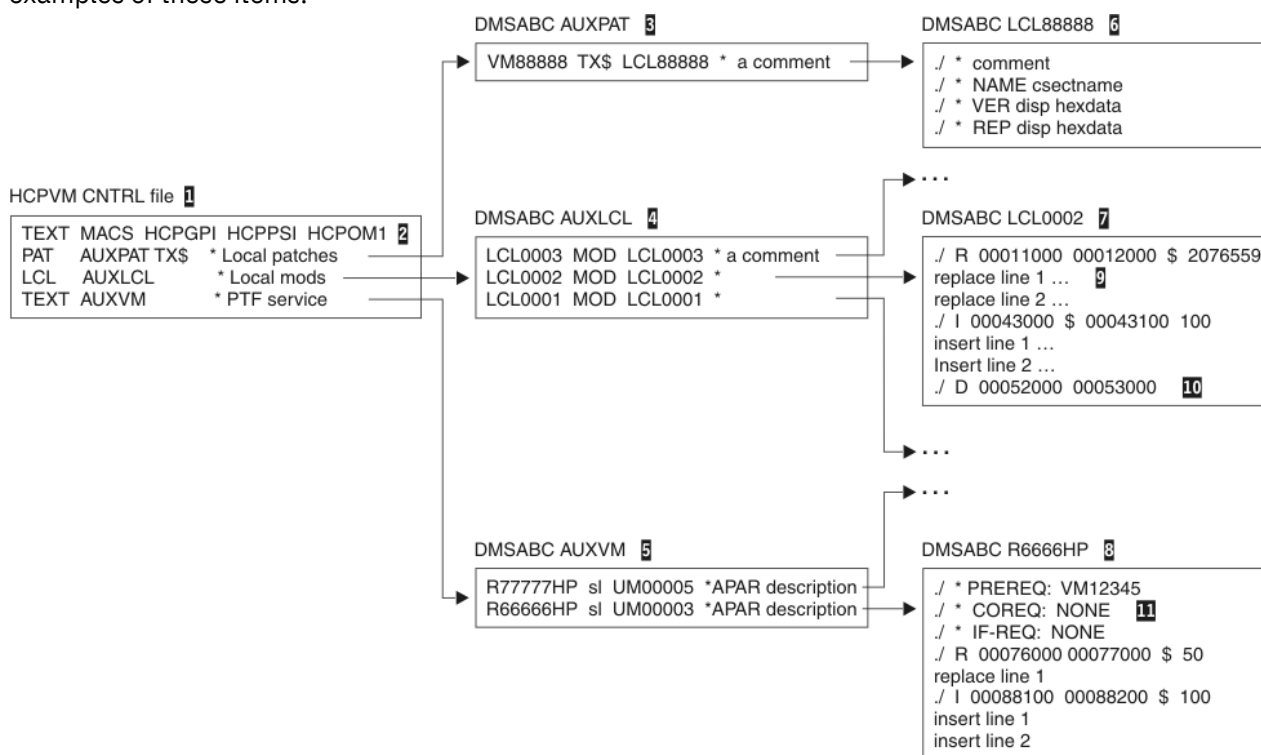 examples of these items.
HCPVM CNTRL file 1
TEXT MACS HCPGPI HCPPSI HCPOM1 2
PAT AUXPAT TX$ * Local patches
LCL AUXLCL * Local mods
TEXT AUXVM * PTF service
DMSABC AUXPAT 3
VM88888 TX$ LCL88888 * a comment
DMSABC AUXLCL 4
LCL0003 MOD LCL0003 * a comment
LCL0002 MOD LCL0002 *
LCL0001 MOD LCL0001 *
DMSABC AUXVM 5
R77777HP sl UM00005 *APAR description
R66666HP sl UM00003 *APAR description
DMSABC LCL88888 6
./ * comment
./ * NAME csectname
./ * VER disp hexdata
./ * REP disp hexdata
...
DMSABC LCL0002 7
./ R 00011000 00012000 $ 2076559
replace line 1 ... 9
replace line 2 ...
./ I 00043000 $ 00043100 100
insert line 1 ...
Insert line 2 ...
./ D 00052000 00053000 10
...
...
DMSABC R6666HP 8
./ * PREREQ: VM12345
./ * COREQ: NONE 11
./ * IF-REQ: NONE
./ R 00076000 00077000 $ 50
replace line 1
./ I 00088100 00088200 $ 100
insert line 1
insert line 2